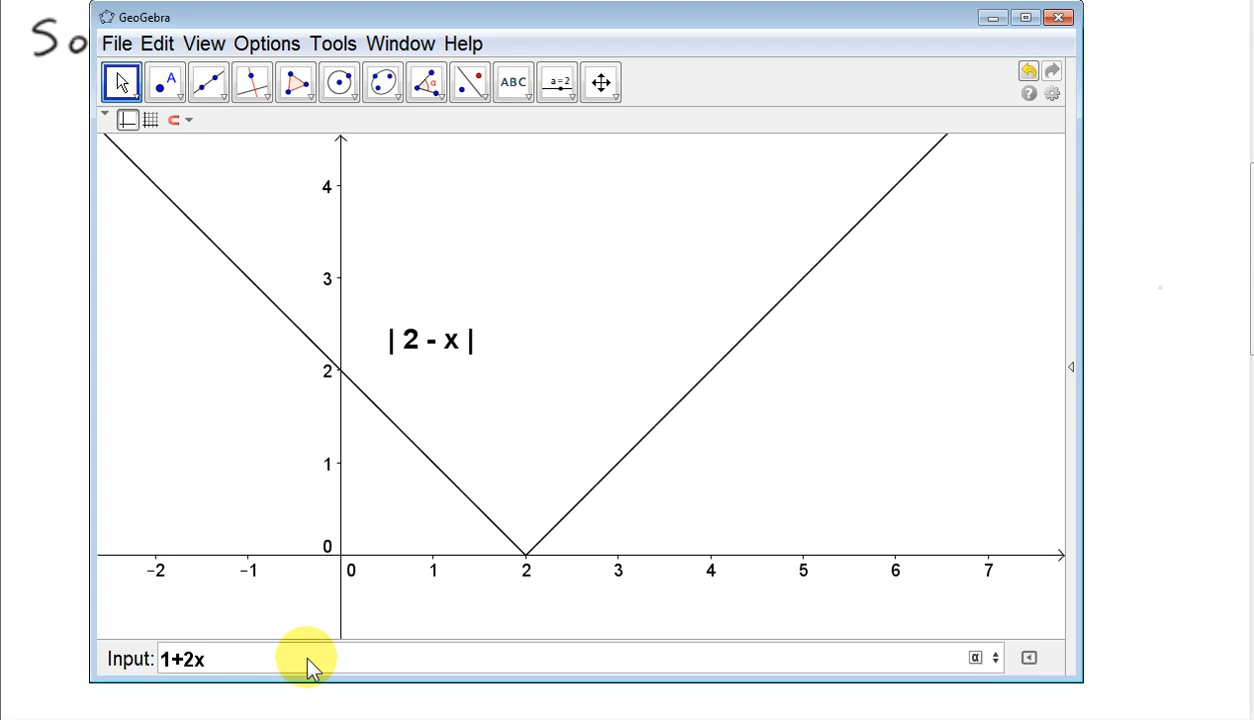 So
GeoGebra
File Edit View Options Tools Window Help
A α ABC a=2
4
3
| 2 - x |
2
1
0
−2 −1 0 1 2 3 4 5 6 7
Input: 1+2x α